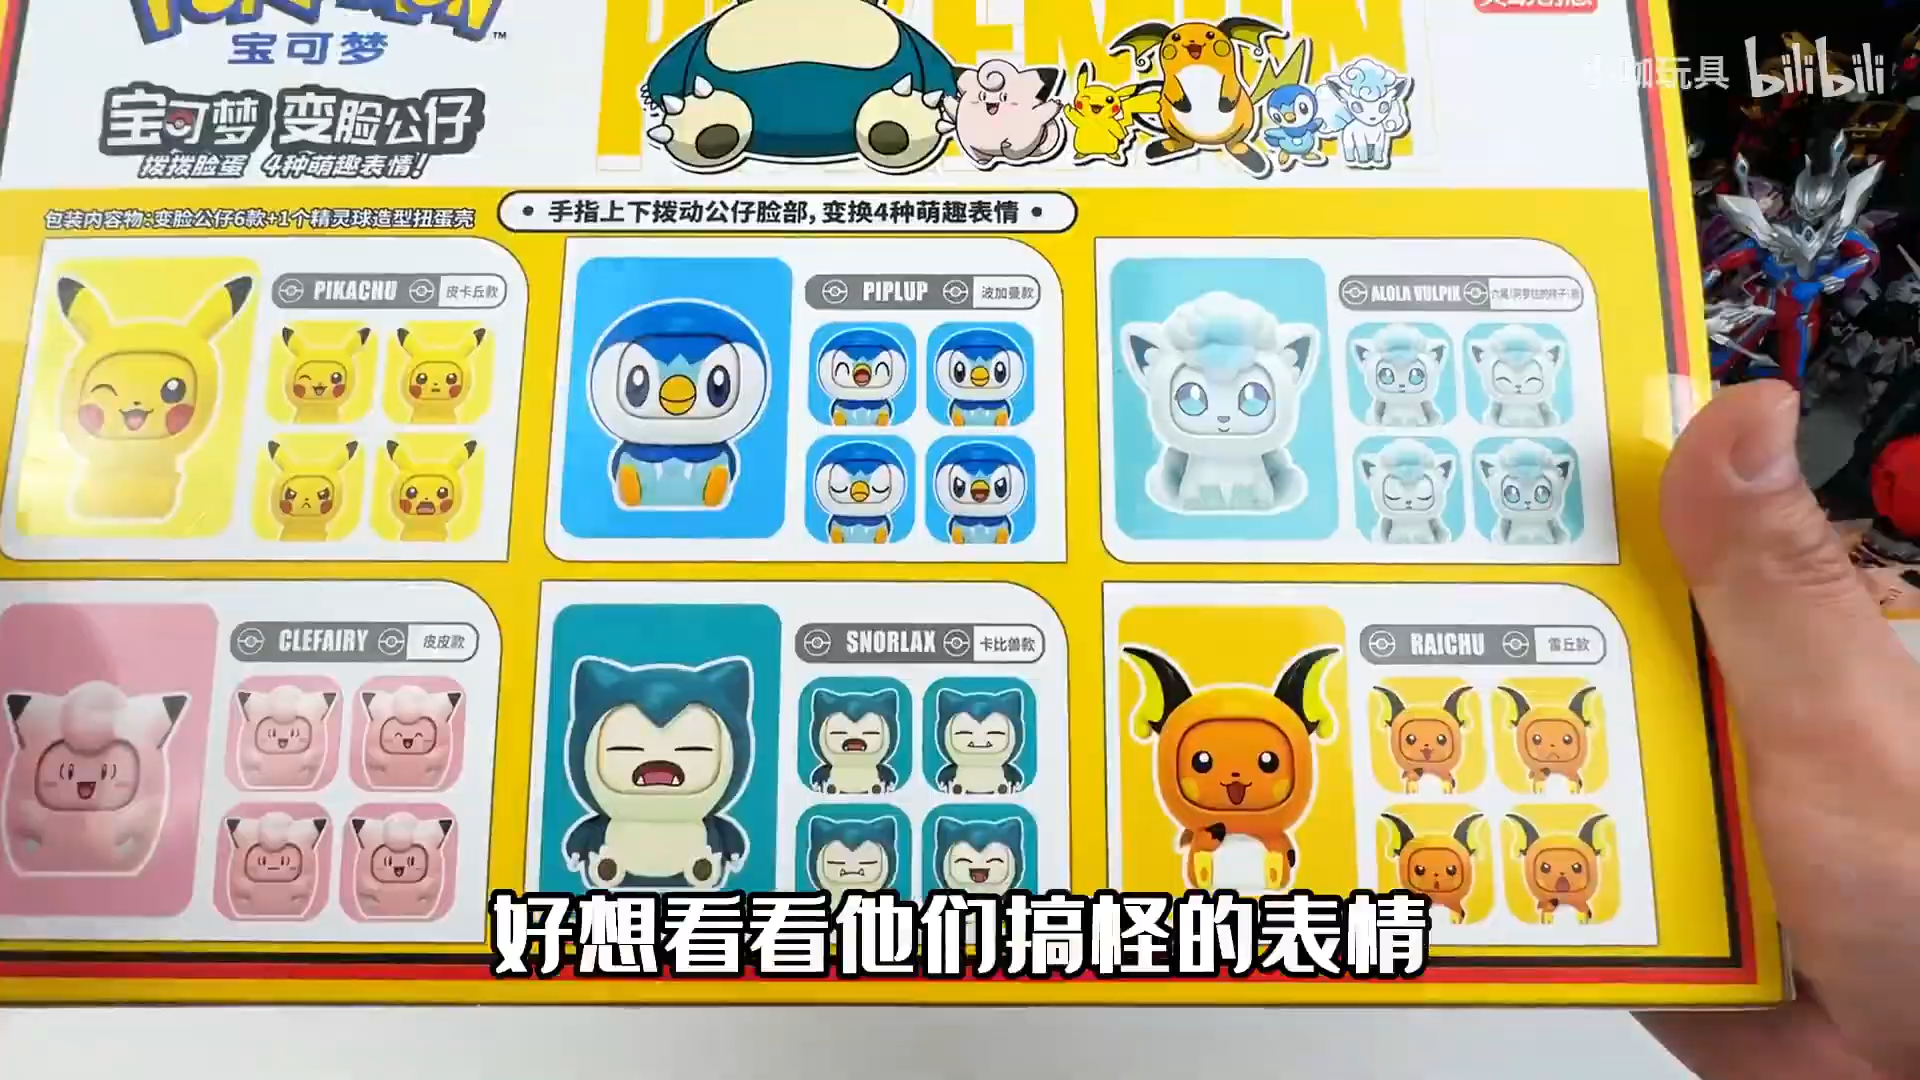 POKÉMON
™
宝可梦
宝可梦 变脸公仔
拨拨脸蛋 4种萌趣表情!
咖玩具 bilibili
包装内容物:变脸公仔6款+1个精灵球造型扭蛋壳
• 手指上下拨动公仔脸部,变换4种萌趣表情 •
PIKACHU 皮卡丘款
PIPLUP 波加曼款
ALOLA VULPIX
CLEFAIRY 皮皮款
SNORLAX 卡比兽款
RAICHU 雷丘款
好想看看他们搞怪的表情